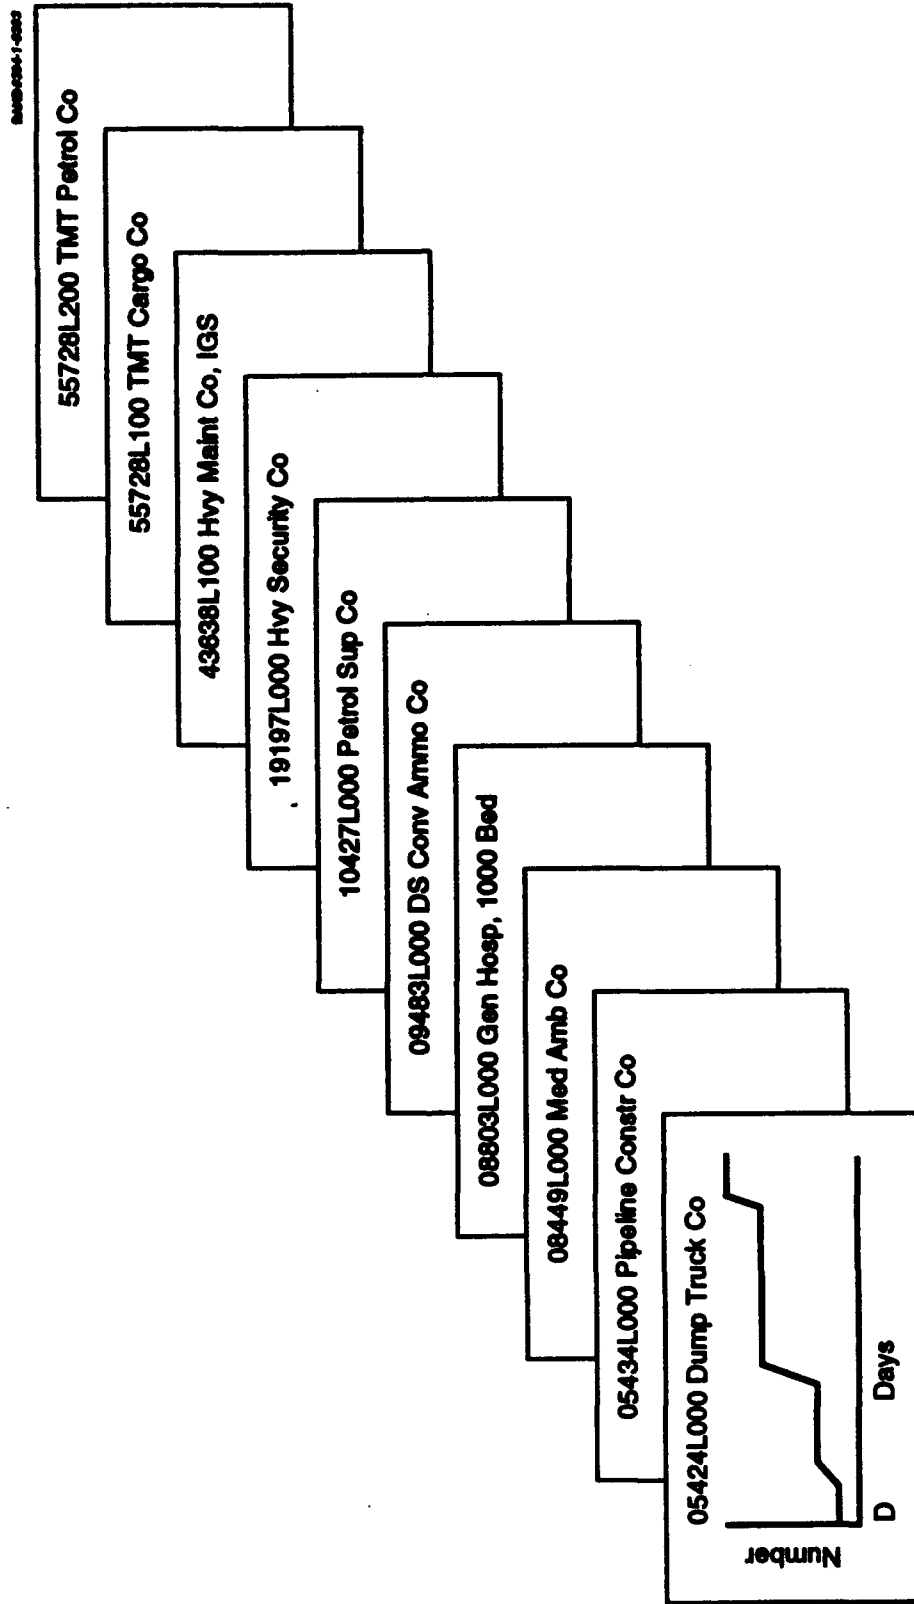 55728L200 TMT Petrol Co
55728L100 TMT Cargo Co
43638L100 Hvy Maint Co, IGS
19197L000 Hvy Security Co
10427L000 Petrol Sup Co
09483L000 DS Conv Ammo Co
08803L000 Gen Hosp, 1000 Bed
08449L000 Med Amb Co
05434L000 Pipeline Constr Co
05424L000 Dump Truck Co
Number
D
Days